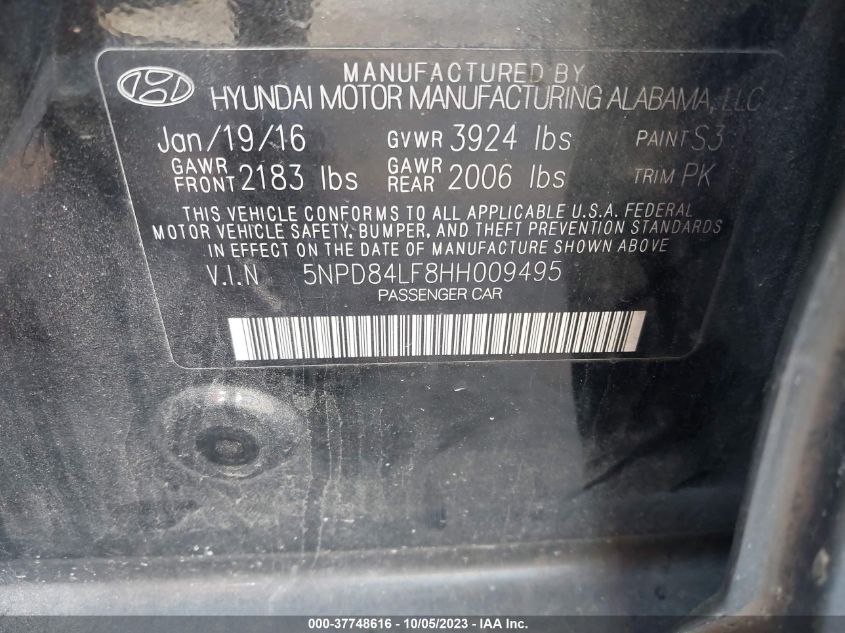 MANUFACTURED BY
HYUNDAI MOTOR MANUFACTURING ALABAMA, LLC
Jan/19/16 GVWR 3924 lbs PAINT S3
GAWR FRONT 2183 lbs GAWR REAR 2006 lbs TRIM PK
THIS VEHICLE CONFORMS TO ALL APPLICABLE U.S.A. FEDERAL
MOTOR VEHICLE SAFETY, BUMPER, AND THEFT PREVENTION STANDARDS
IN EFFECT ON THE DATE OF MANUFACTURE SHOWN ABOVE
V.I.N 5NPD84LF8HH009495
PASSENGER CAR
000-37748616 - 10/05/2023 - IAA Inc.